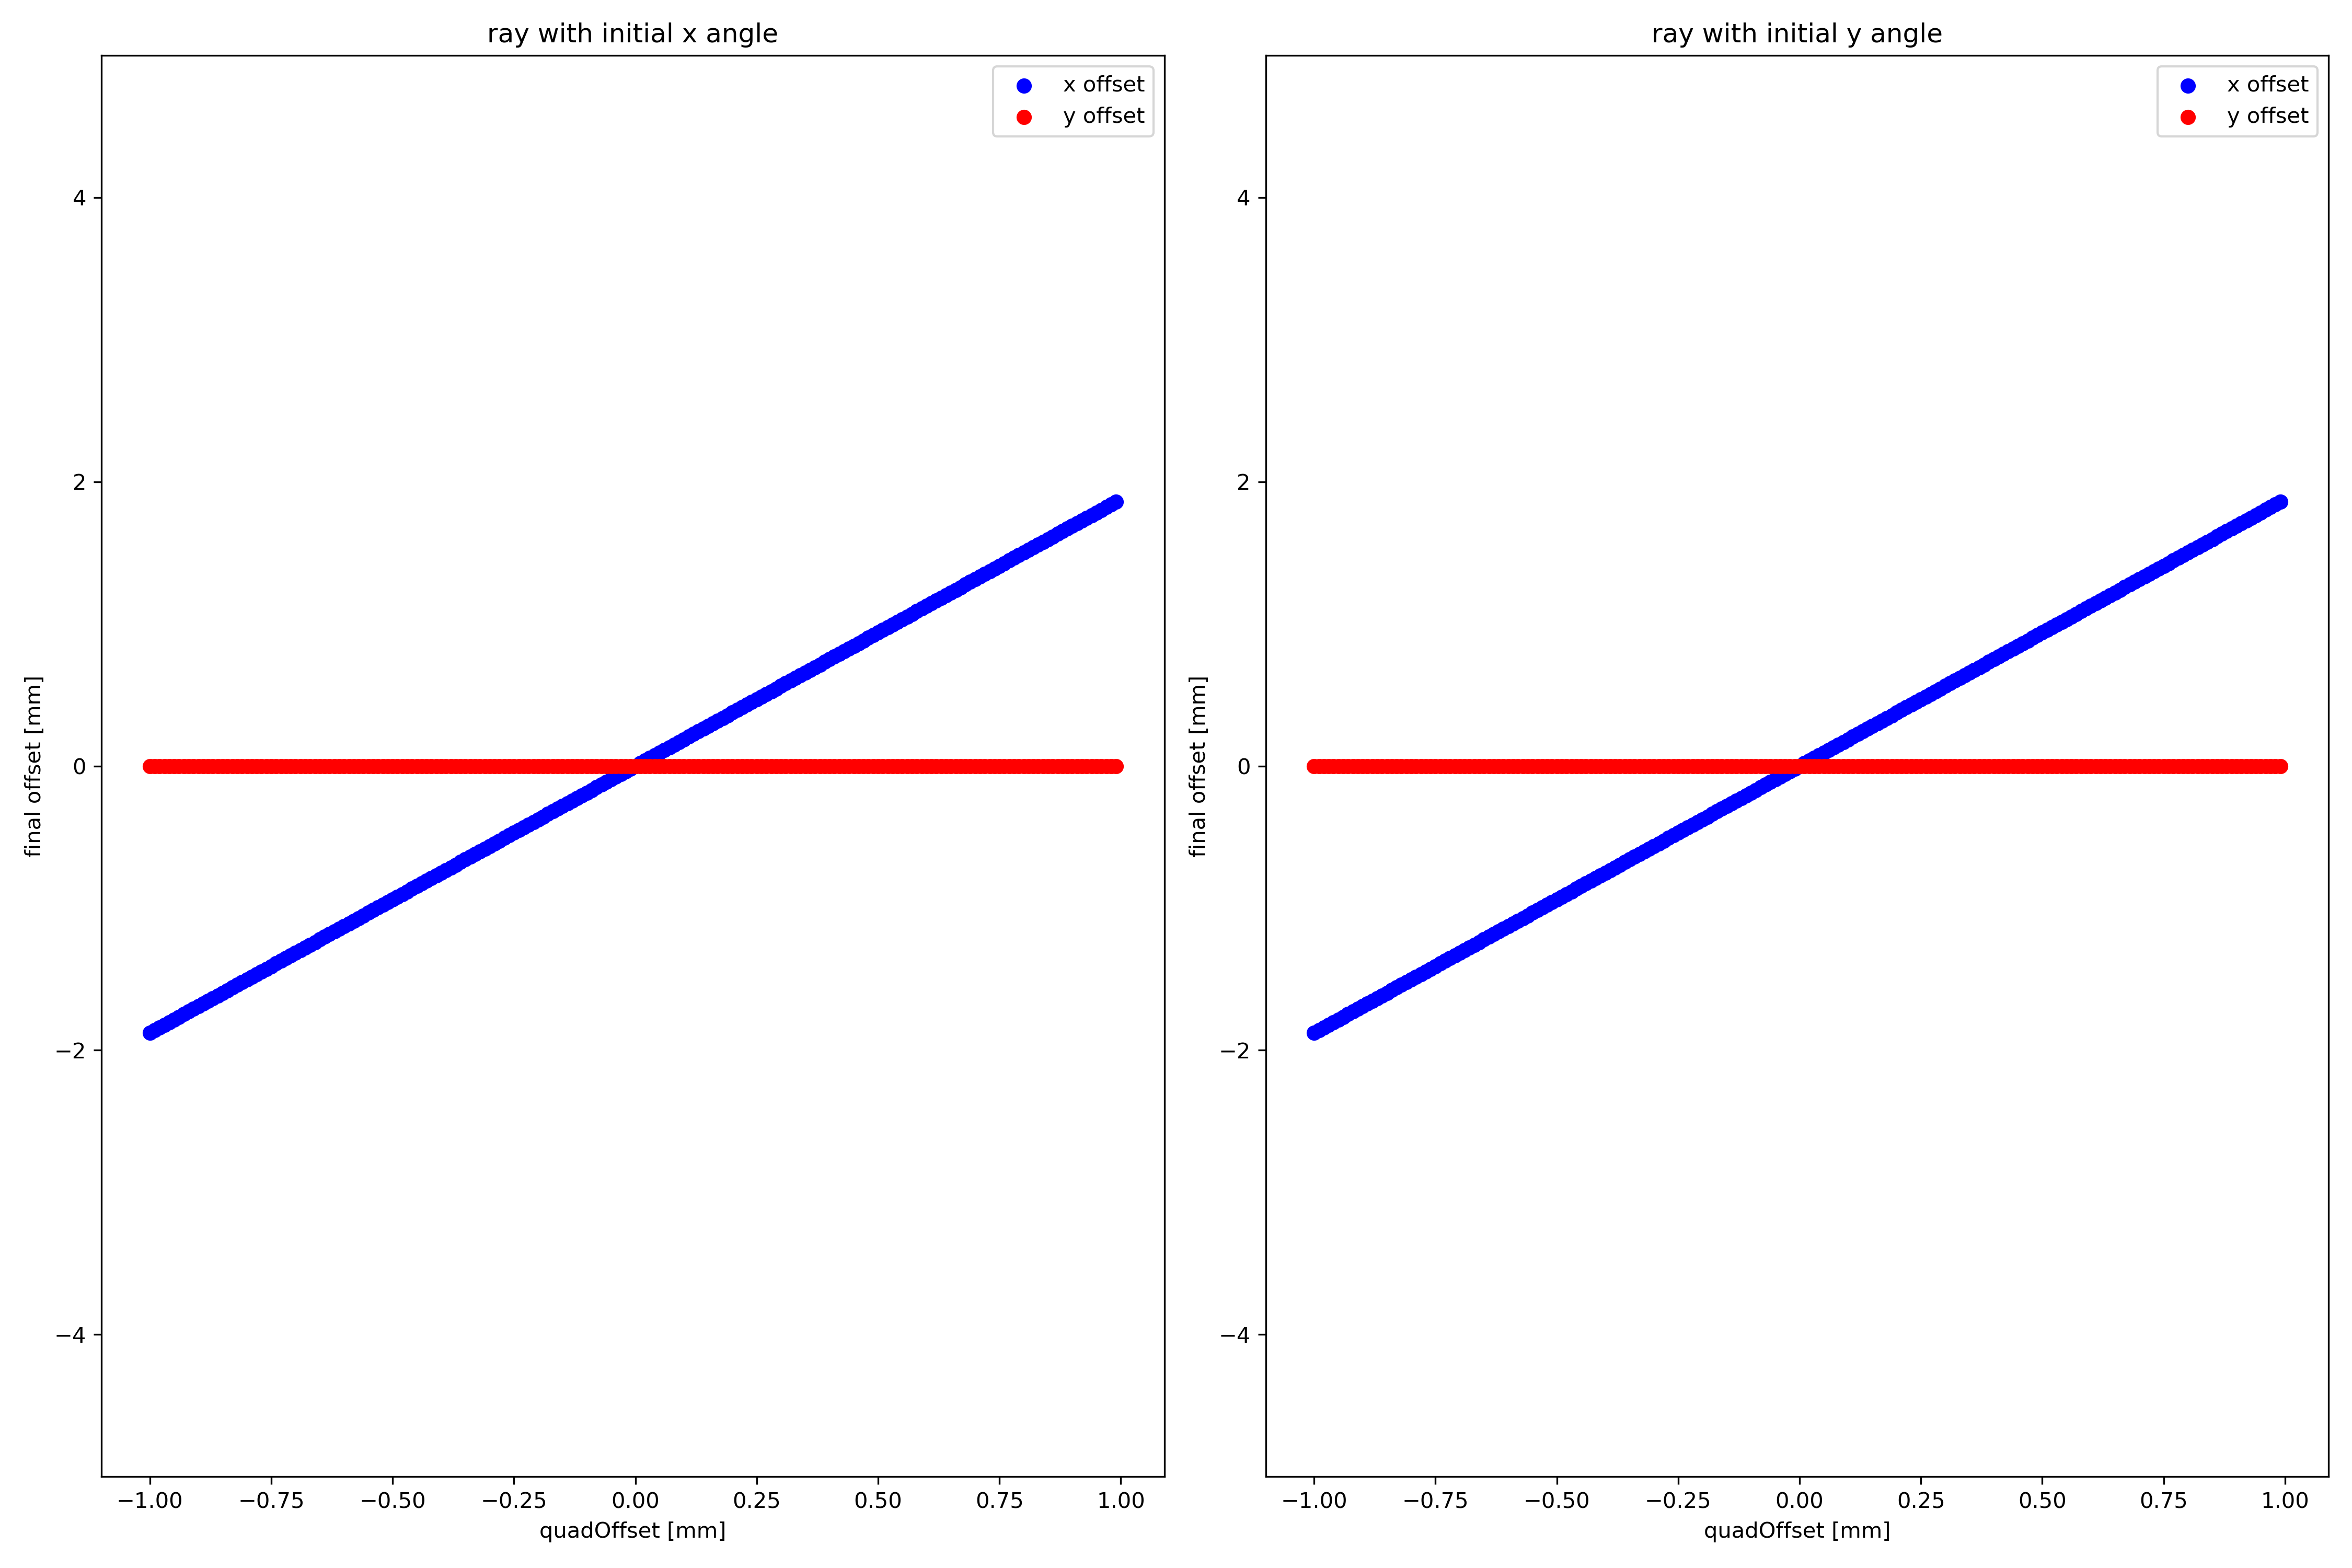 ray with initial x angle
x offset
y offset
4
2
0
−2
−4
final offset [mm]
−1.00 −0.75 −0.50 −0.25 0.00 0.25 0.50 0.75 1.00
quadOffset [mm]
ray with initial y angle
x offset
y offset
4
2
0
−2
−4
final offset [mm]
−1.00 −0.75 −0.50 −0.25 0.00 0.25 0.50 0.75 1.00
quadOffset [mm]